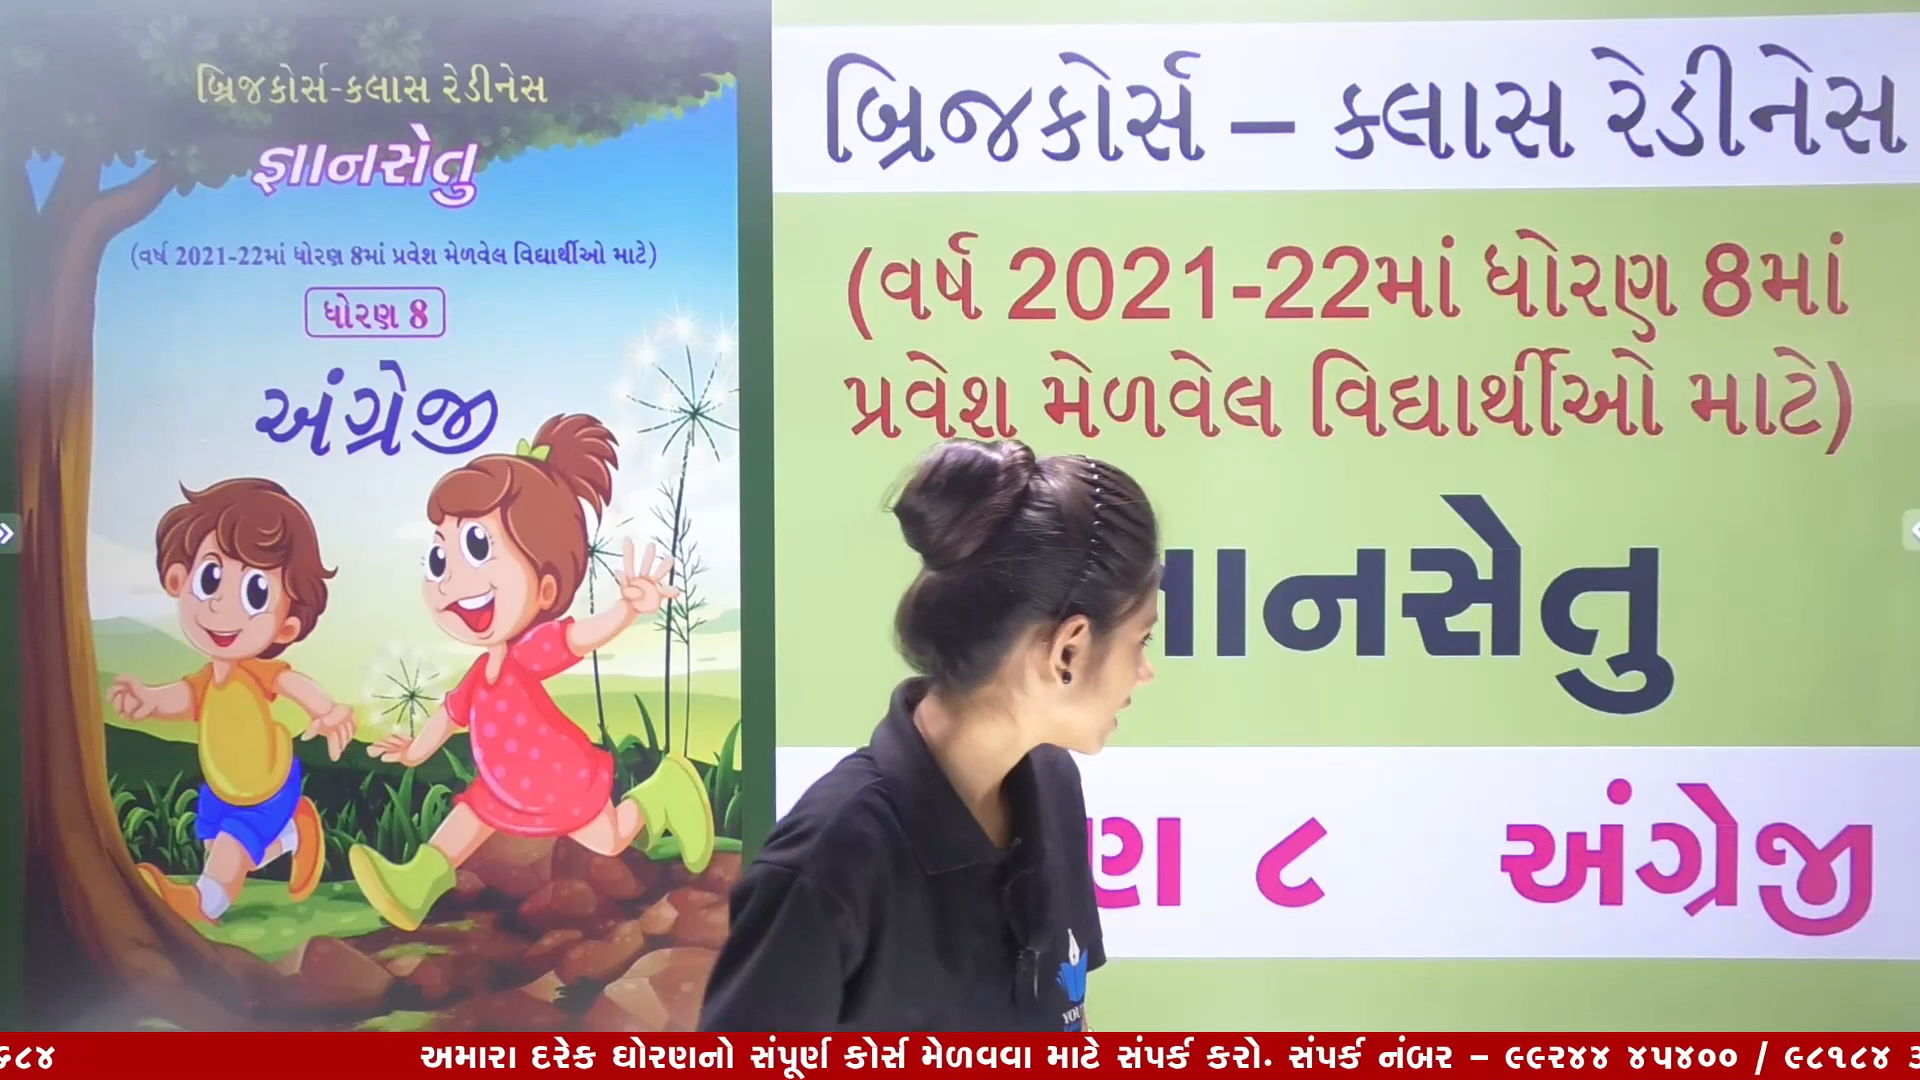 બ્રિજકોર્સ-કલાસ રેડીનેસ
જ્ઞાનસેતુ
(વર્ષ 2021-22માં ધોરણ 8માં પ્રવેશ મેળવેલ વિદ્યાર્થીઓ માટે)
ધોરણ 8
અંગ્રેજી
બ્રિજકોર્સ – ક્લાસ રેડીનેસ
(વર્ષ 2021-22માં ધોરણ 8માં
પ્રવેશ મેળવેલ વિદ્યાર્થીઓ માટે)
ાનસેતુ
ણ ૮ અંગ્રેજી
YOU
૬૮૪ અમારા દરેક ધોરણનો સંપૂર્ણ કોર્સ મેળવવા માટે સંપર્ક કરો. સંપર્ક નંબર – ૯૯૨૪૪ ૪૫૪૦૦ / ૯૮૧૮૪